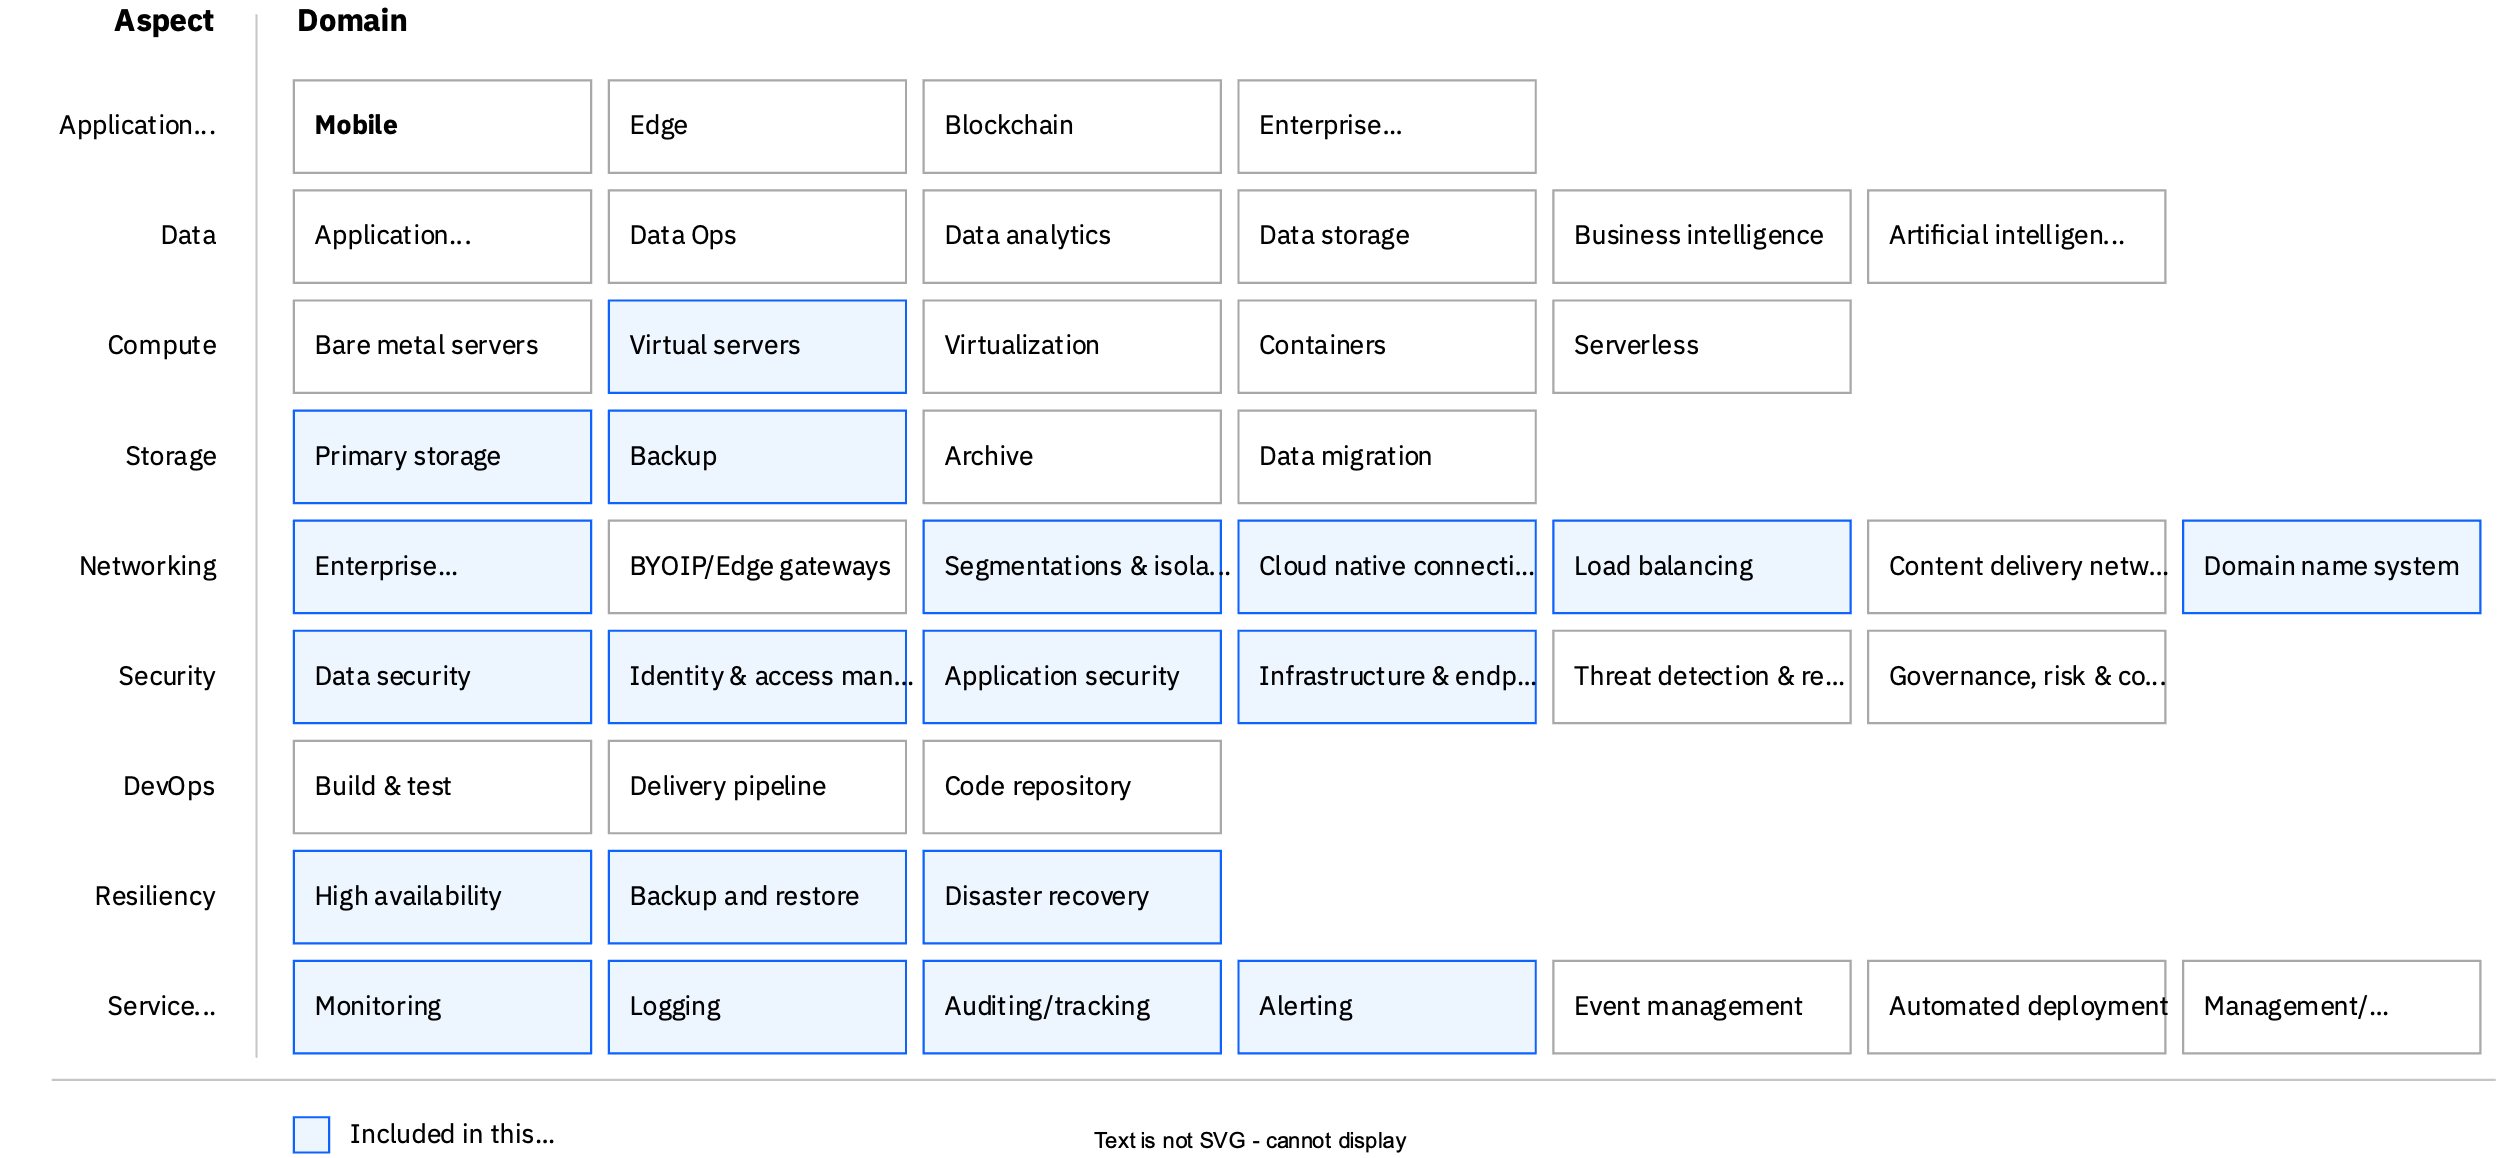 Aspect Domain
Application... Mobile Edge Blockchain Enterprise...
Data Application... Data Ops Data analytics Data storage Business intelligence Artificial intelligen...
Compute Bare metal servers Virtual servers Virtualization Containers Serverless
Storage Primary storage Backup Archive Data migration
Networking Enterprise... BYOIP/Edge gateways Segmentations & isola... Cloud native connecti... Load balancing Content delivery netw... Domain name system
Security Data security Identity & access man... Application security Infrastructure & endp... Threat detection & re... Governance, risk & co...
DevOps Build & test Delivery pipeline Code repository
Resiliency High availability Backup and restore Disaster recovery
Service... Monitoring Logging Auditing/tracking Alerting Event management Automated deployment Management/...
Included in this... Text is not SVG - cannot display